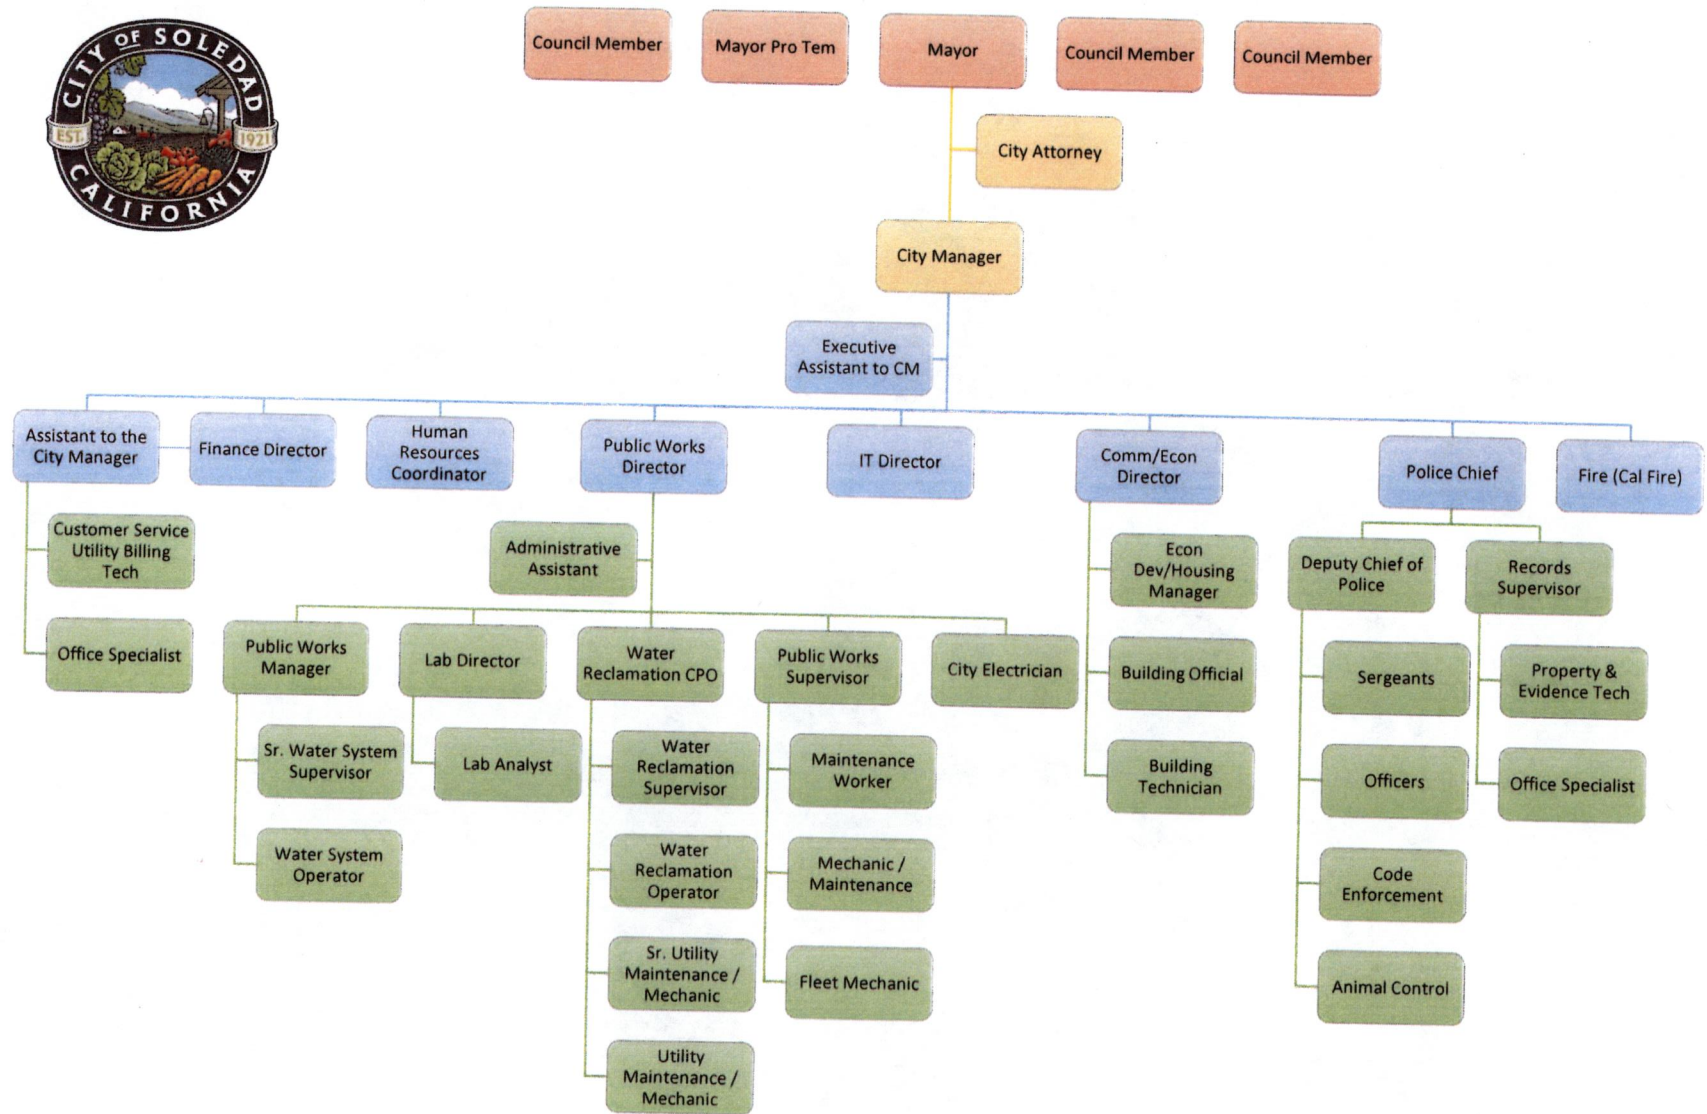 CITY OF SOLEDAD
EST. 1921
CALIFORNIA
Council Member
Mayor Pro Tem
Mayor
Council Member
Council Member
City Attorney
City Manager
Executive
Assistant to CM
Assistant to the
City Manager
Finance Director
Human
Resources
Coordinator
Public Works
Director
IT Director
Comm/Econ
Director
Police Chief
Fire (Cal Fire)
Customer Service
Utility Billing
Tech
Office Specialist
Administrative
Assistant
Public Works
Manager
Sr. Water System
Supervisor
Water System
Operator
Lab Director
Lab Analyst
Water
Reclamation CPO
Water
Reclamation
Supervisor
Water
Reclamation
Operator
Sr. Utility
Maintenance /
Mechanic
Utility
Maintenance /
Mechanic
Public Works
Supervisor
Maintenance
Worker
Mechanic /
Maintenance
Fleet Mechanic
City Electrician
Econ
Dev/Housing
Manager
Building Official
Building
Technician
Deputy Chief of
Police
Sergeants
Officers
Code
Enforcement
Animal Control
Records
Supervisor
Property &
Evidence Tech
Office Specialist